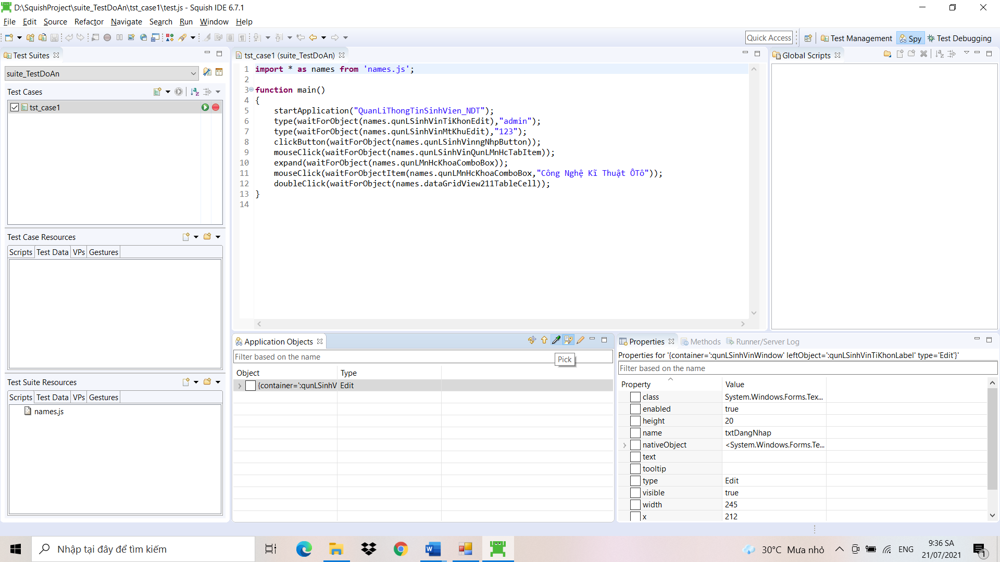 D:\SquishProject\suite_TestDoAn\tst_case1\test.js - Squish IDE 6.7.1
File Edit Source Refactor Navigate Search Run Window Help
Quick Access Test Management Spy Test Debugging
Test Suites
suite_TestDoAn
Test Cases
tst_case1
Test Case Resources
Scripts Test Data VPs Gestures
Test Suite Resources
Scripts Test Data VPs Gestures
names.js
tst_case1 (suite_TestDoAn)
1 import * as names from 'names.js';
2
3 function main()
4 {
5 startApplication("QuanLiThongTinSinhVien_NDT");
6 type(waitForObject(names.qunLSinhVinTiKhonEdit),"admin");
7 type(waitForObject(names.qunLSinhVinMtKhuEdit),"123");
8 clickButton(waitForObject(names.qunLSinhVinngNhpButton));
9 mouseClick(waitForObject(names.qunLSinhVinQunLMnHcTabItem));
10 expand(waitForObject(names.qunLMnHcKhoaComboBox));
11 mouseClick(waitForObjectItem(names.qunLMnHcKhoaComboBox,"Công Nghệ Kĩ Thuật ÔTô"));
12 doubleClick(waitForObject(names.dataGridView211TableCell));
13 }
14
Global Scripts
Application Objects
Filter based on the name
Pick
Object Type
{container=':qunLSinhV Edit
Properties Methods Runner/Server Log
Properties for '{container=':qunLSinhVinWindow' leftObject=':qunLSinhVinTiKhonLabel' type='Edit'}'
Filter based on the name
Property Value
class System.Windows.Forms.Tex...
enabled true
height 20
name txtDangNhap
nativeObject <System.Windows.Forms.Te...
text
tooltip
type Edit
visible true
width 245
x 212
Nhập tại đây để tìm kiếm
30°C Mưa nhỏ
ENG
9:36 SA
21/07/2021
1